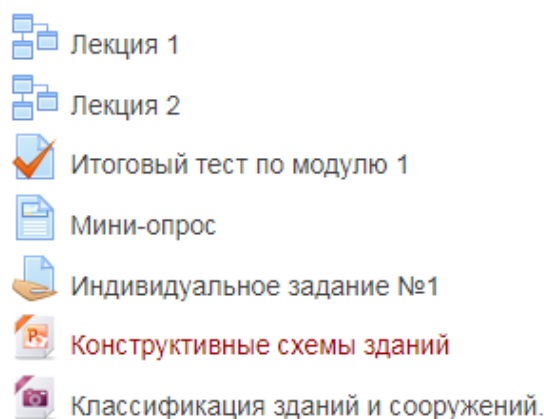 Лекция 1
Лекция 2
Итоговый тест по модулю 1
Мини-опрос
Индивидуальное задание №1
Конструктивные схемы зданий
Классификация зданий и сооружений.